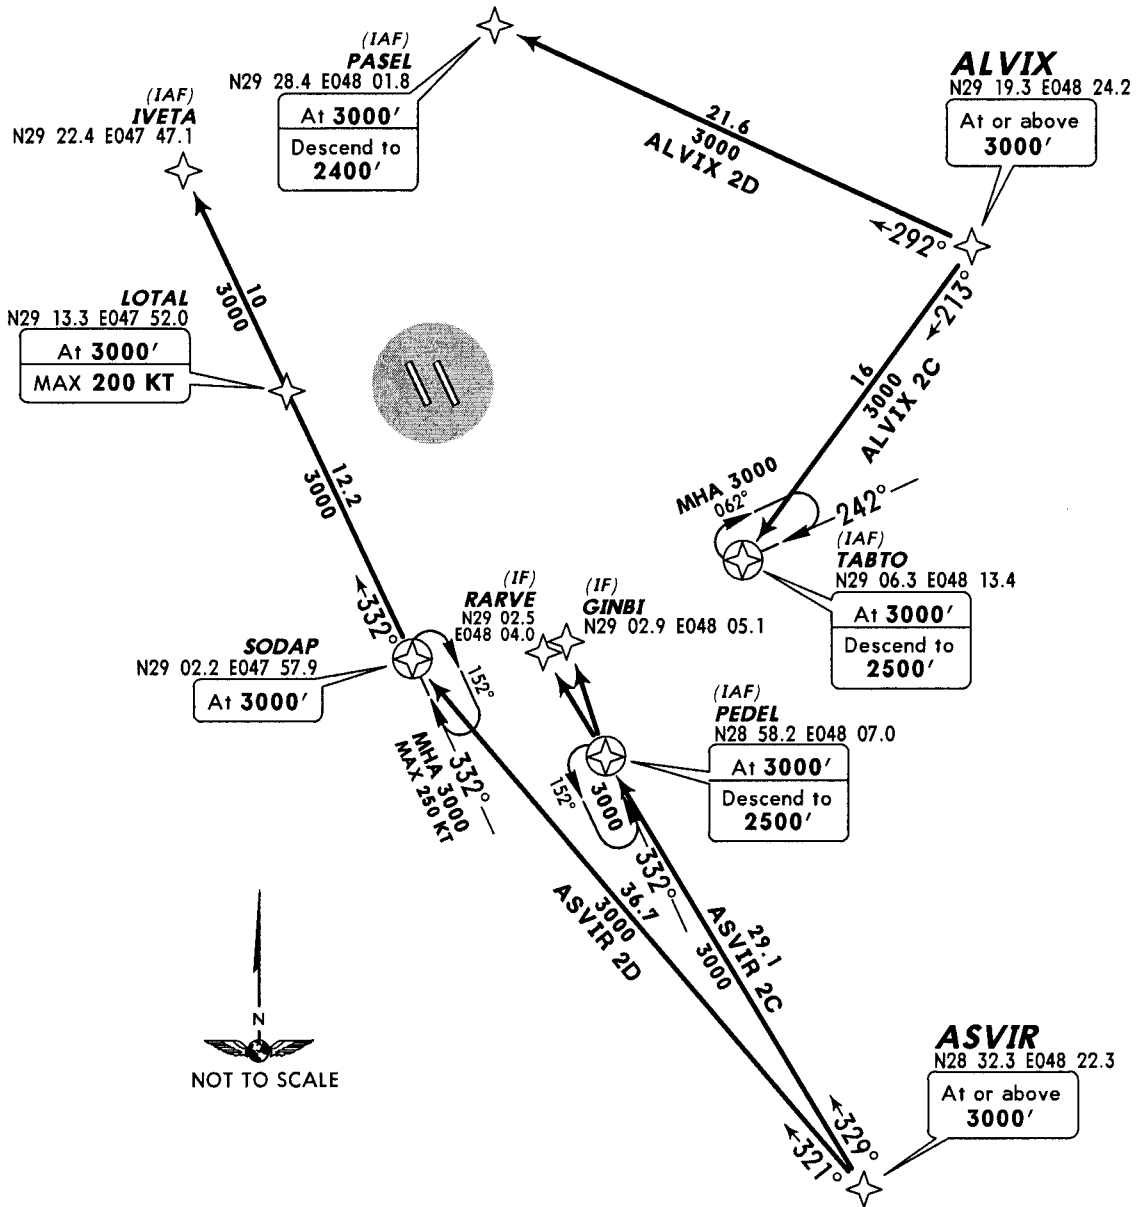 (IAF)
PASEL
N29 28.4 E048 01.8
At 3000'
Descend to
2400'
(IAF)
IVETA
N29 22.4 E047 47.1
ALVIX
N29 19.3 E048 24.2
At or above
3000'
21.6
3000
ALVIX 2D
292°
213°
16
3000
ALVIX 2C
10
3000
LOTAL
N29 13.3 E047 52.0
At 3000'
MAX 200 KT
12.2
3000
MHA 3000
062°
242°
(IAF)
TABTO
N29 06.3 E048 13.4
At 3000'
Descend to
2500'
332°
SODAP
N29 02.2 E047 57.9
At 3000'
152°
332°
MHA 3000
MAX 250 KT
(IF)
RARVE
N29 02.5
E048 04.0
(IF)
GINBI
N29 02.9 E048 05.1
(IAF)
PEDEL
N28 58.2 E048 07.0
At 3000'
Descend to
2500'
152°
3000
332°
36.7
3000
ASVIR 2D
29.1
3000
ASVIR 2C
N
NOT TO SCALE
ASVIR
N28 32.3 E048 22.3
At or above
3000'
329°
321°